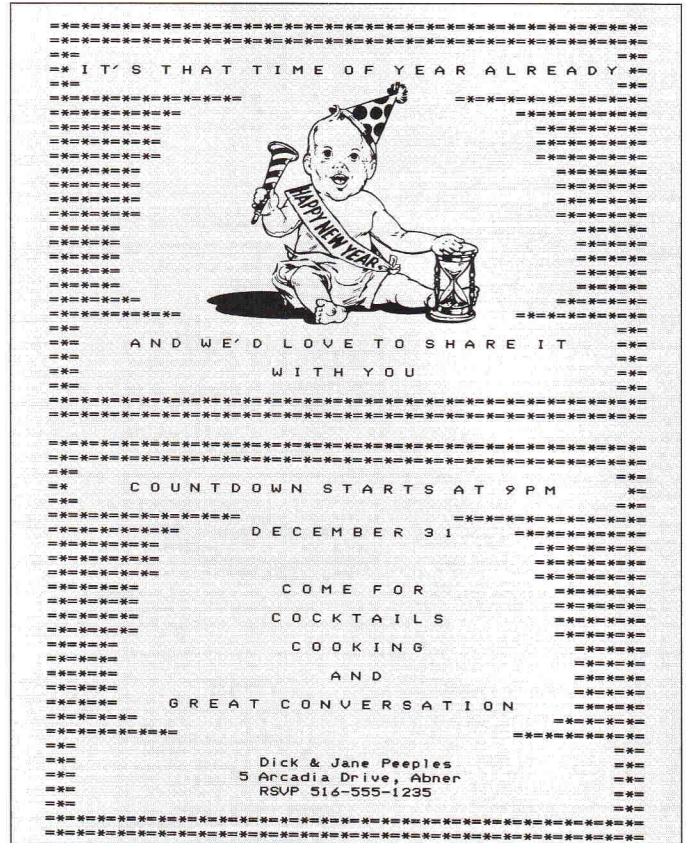 IT'S THAT TIME OF YEAR ALREADY
HAPPY NEW YEAR
AND WE'D LOVE TO SHARE IT
WITH YOU
COUNTDOWN STARTS AT 9PM
DECEMBER 31
COME FOR
COCKTAILS
COOKING
AND
GREAT CONVERSATION
Dick & Jane Peeples
5 Arcadia Drive, Abner
RSVP 516-555-1235